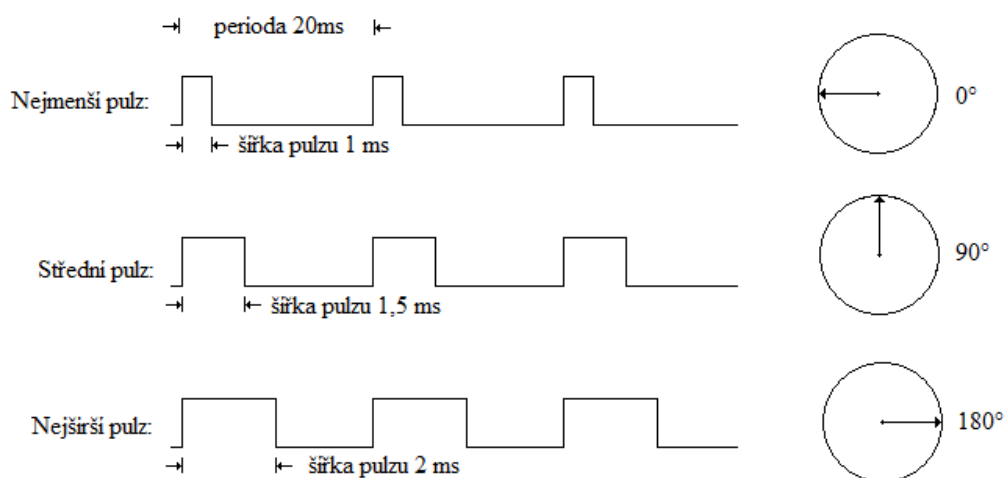 perioda 20ms
Nejmenší pulz:
0°
šířka pulzu 1 ms
Střední pulz:
90°
šířka pulzu 1,5 ms
Nejširší pulz:
180°
šířka pulzu 2 ms